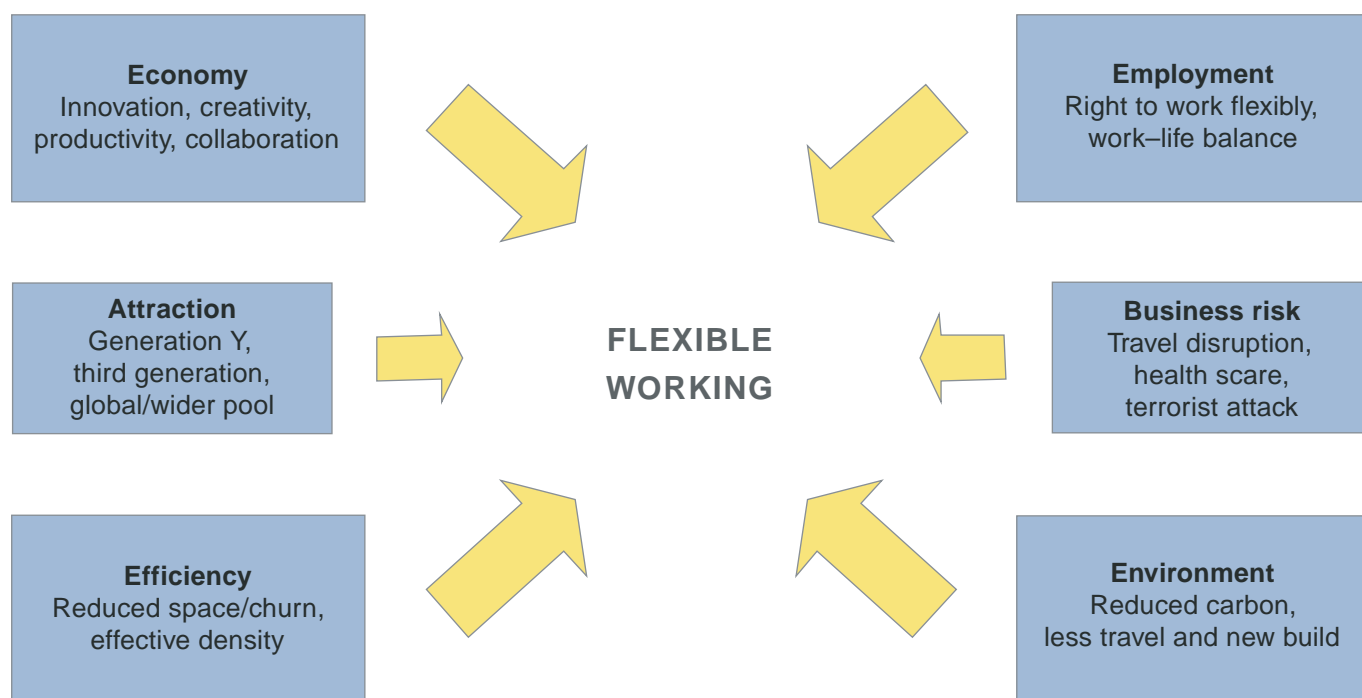 Economy
Innovation, creativity,
productivity, collaboration
Employment
Right to work flexibly,
work–life balance
Attraction
Generation Y,
third generation,
global/wider pool
FLEXIBLE
WORKING
Business risk
Travel disruption,
health scare,
terrorist attack
Efficiency
Reduced space/churn,
effective density
Environment
Reduced carbon,
less travel and new build